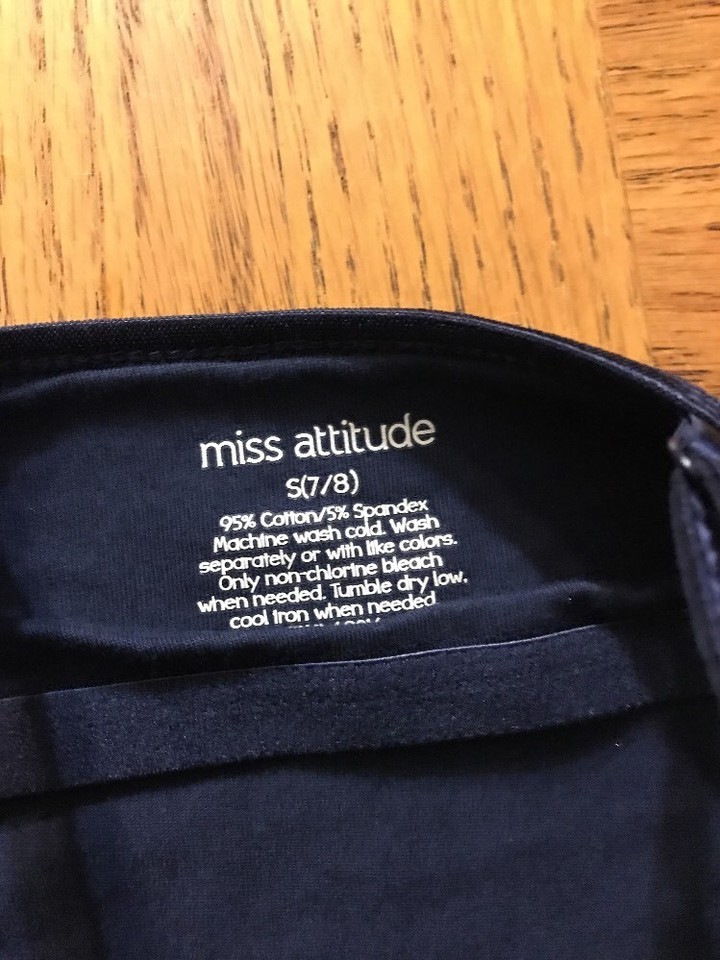 miss attitude
S(7/8)
95% Cotton/5% Spandex
Machine wash cold. Wash
separately or with like colors.
Only non-chlorine bleach
when needed. Tumble dry low,
cool iron when needed